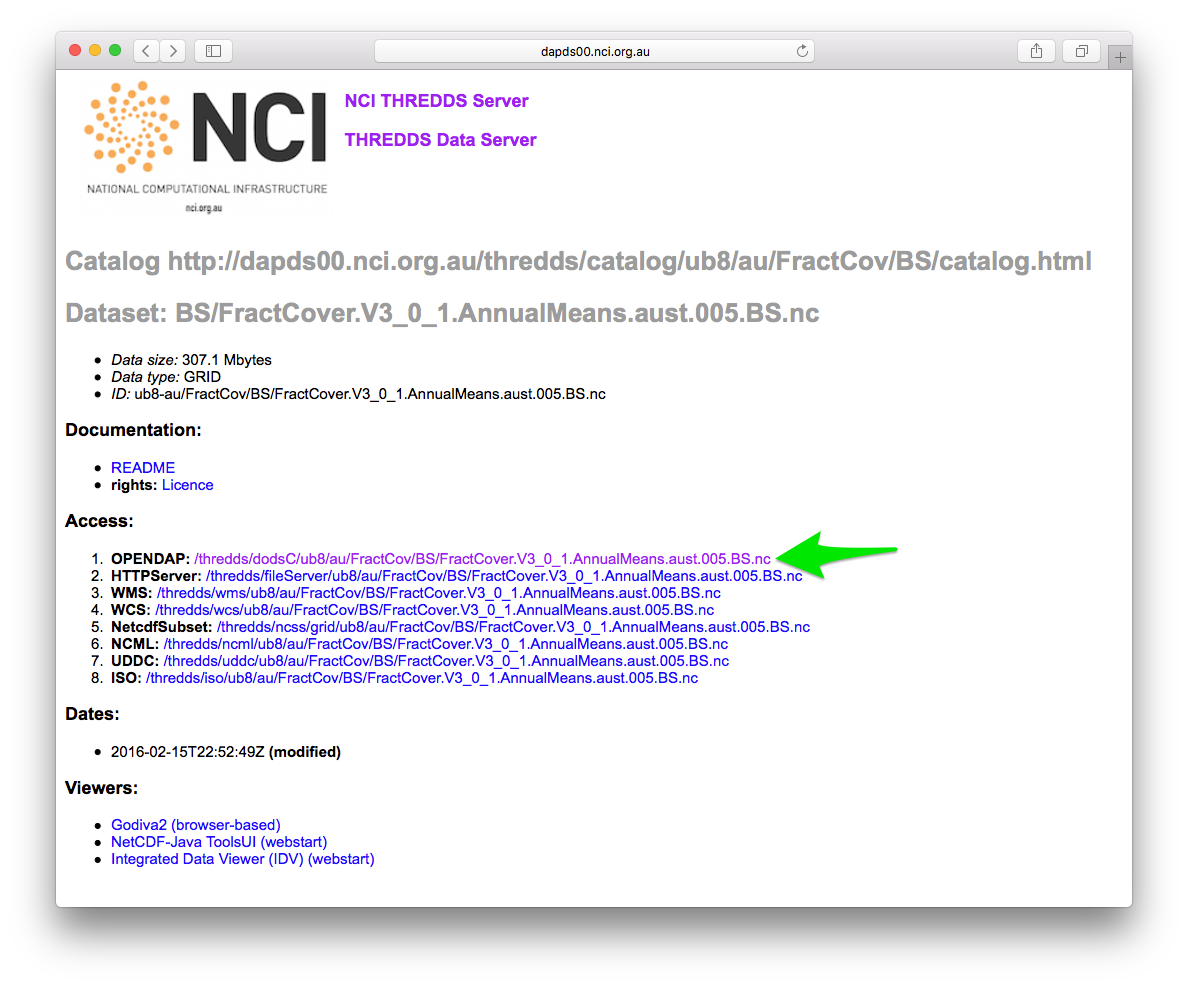 dapds00.nci.org.au
NCI
NATIONAL COMPUTATIONAL INFRASTRUCTURE
nci.org.au
NCI THREDDS Server
THREDDS Data Server
Catalog http://dapds00.nci.org.au/thredds/catalog/ub8/au/FractCov/BS/catalog.html
Dataset: BS/FractCover.V3_0_1.AnnualMeans.aust.005.BS.nc
• Data size: 307.1 Mbytes
• Data type: GRID
• ID: ub8-au/FractCov/BS/FractCover.V3_0_1.AnnualMeans.aust.005.BS.nc
Documentation:
• README
• rights: Licence
Access:
1. OPENDAP: /thredds/dodsC/ub8/au/FractCov/BS/FractCover.V3_0_1.AnnualMeans.aust.005.BS.nc
2. HTTPServer: /thredds/fileServer/ub8/au/FractCov/BS/FractCover.V3_0_1.AnnualMeans.aust.005.BS.nc
3. WMS: /thredds/wms/ub8/au/FractCov/BS/FractCover.V3_0_1.AnnualMeans.aust.005.BS.nc
4. WCS: /thredds/wcs/ub8/au/FractCov/BS/FractCover.V3_0_1.AnnualMeans.aust.005.BS.nc
5. NetcdfSubset: /thredds/ncss/grid/ub8/au/FractCov/BS/FractCover.V3_0_1.AnnualMeans.aust.005.BS.nc
6. NCML: /thredds/ncml/ub8/au/FractCov/BS/FractCover.V3_0_1.AnnualMeans.aust.005.BS.nc
7. UDDC: /thredds/uddc/ub8/au/FractCov/BS/FractCover.V3_0_1.AnnualMeans.aust.005.BS.nc
8. ISO: /thredds/iso/ub8/au/FractCov/BS/FractCover.V3_0_1.AnnualMeans.aust.005.BS.nc
Dates:
• 2016-02-15T22:52:49Z (modified)
Viewers:
• Godiva2 (browser-based)
• NetCDF-Java ToolsUI (webstart)
• Integrated Data Viewer (IDV) (webstart)